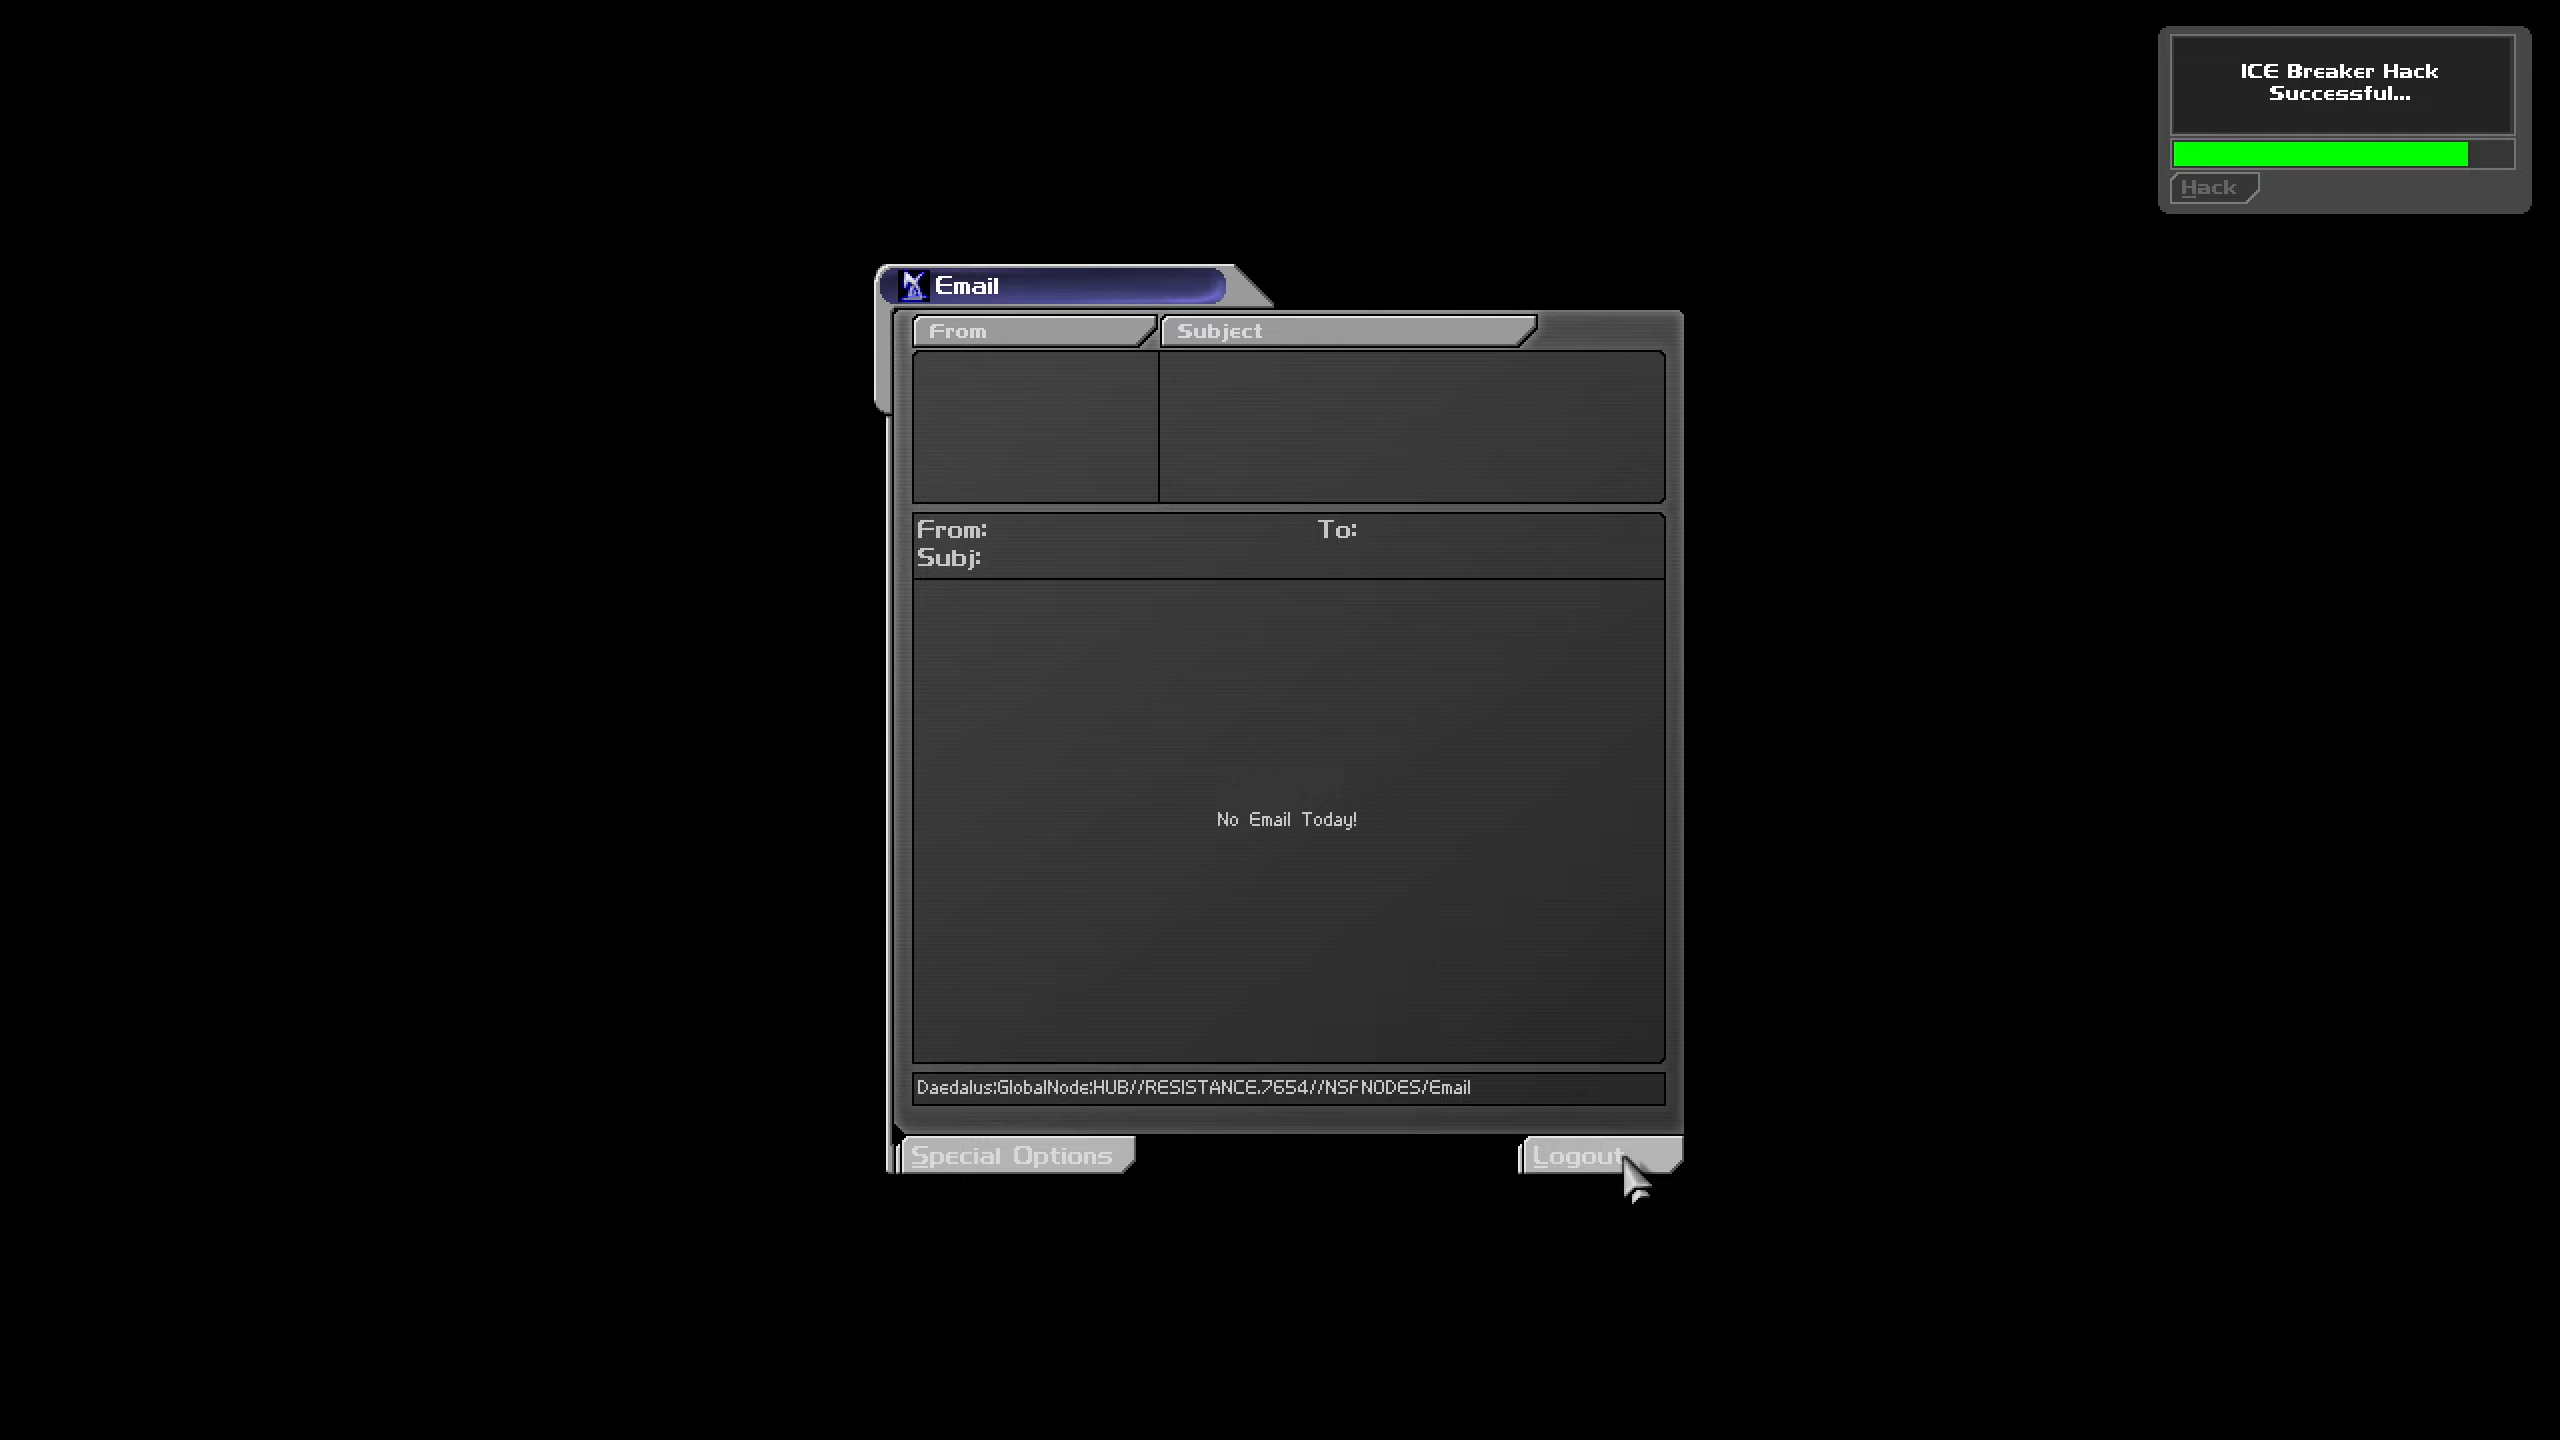 ICE Breaker Hack
Successful...
Hack
Email
From Subject
From: To:
Subj:
No Email Today!
Daedalus:GlobalNode:HUB//RESISTANCE.7654//NSFNODES/Email
Special Options Logout